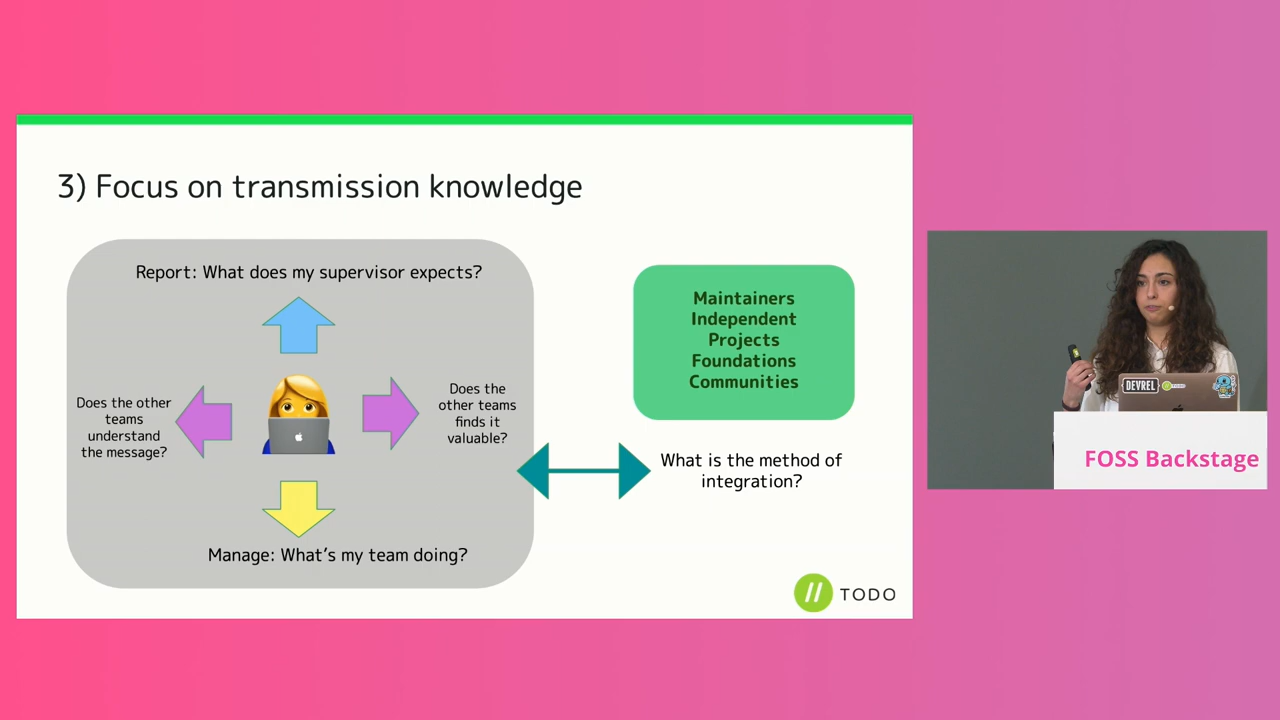 3) Focus on transmission knowledge
Report: What does my supervisor expects?
Does the other
teams
understand
the message?
Does the
other teams
finds it
valuable?
Manage: What's my team doing?
Maintainers
Independent
Projects
Foundations
Communities
What is the method of
integration?
// TODO
DEVREL
TODO
FOSS Backstage